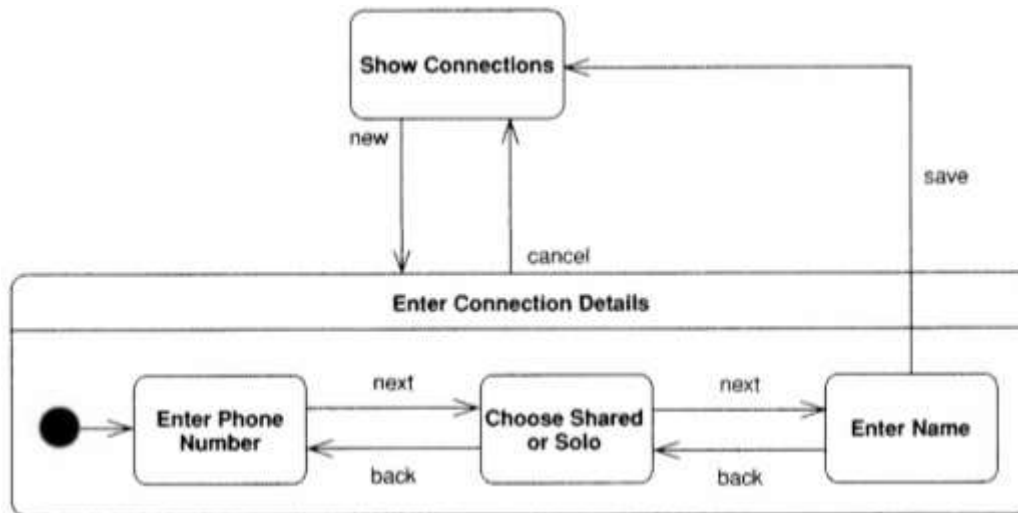 Show Connections
new
save
cancel
Enter Connection Details
next
next
Enter Phone
Number
Choose Shared
or Solo
Enter Name
back
back